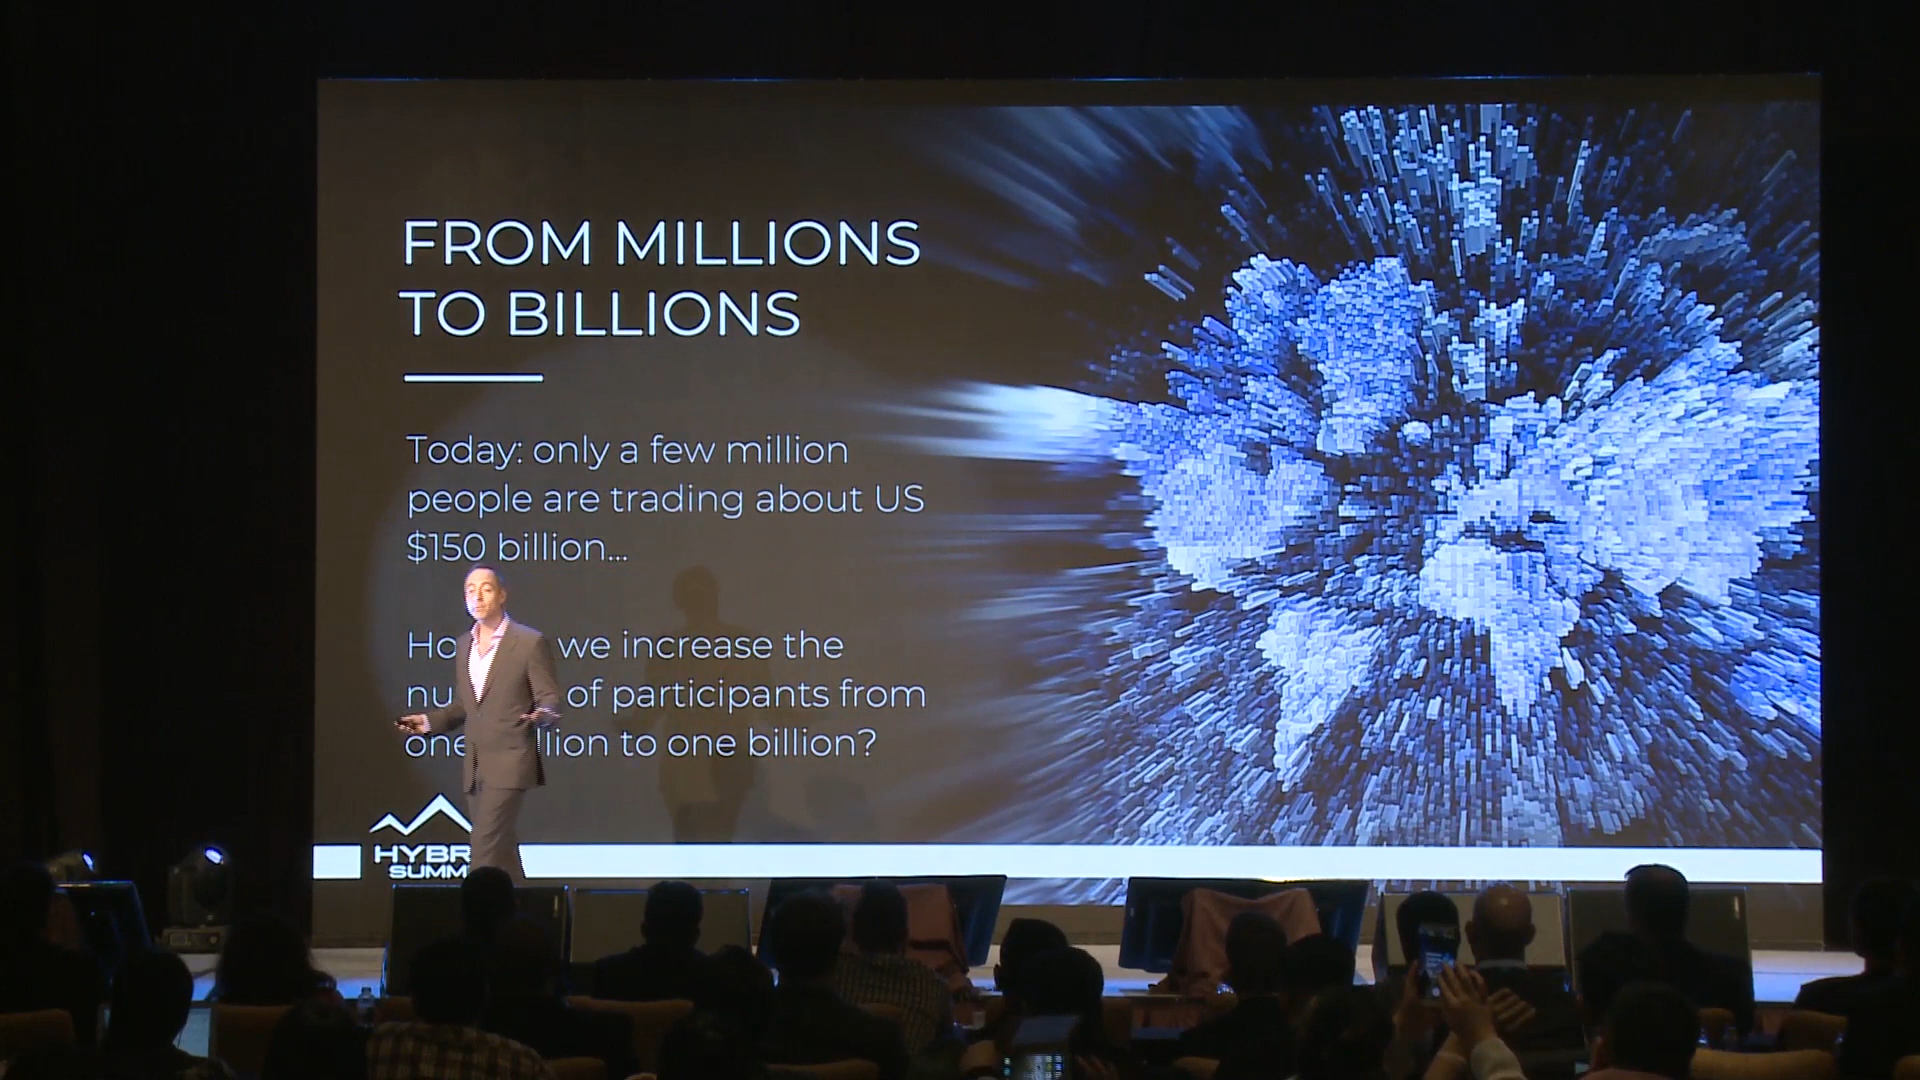 FROM MILLIONS
TO BILLIONS
Today: only a few million
people are trading about US
$150 billion...
Ho we increase the
nu of participants from
one llion to one billion?
HYBR
SUMM